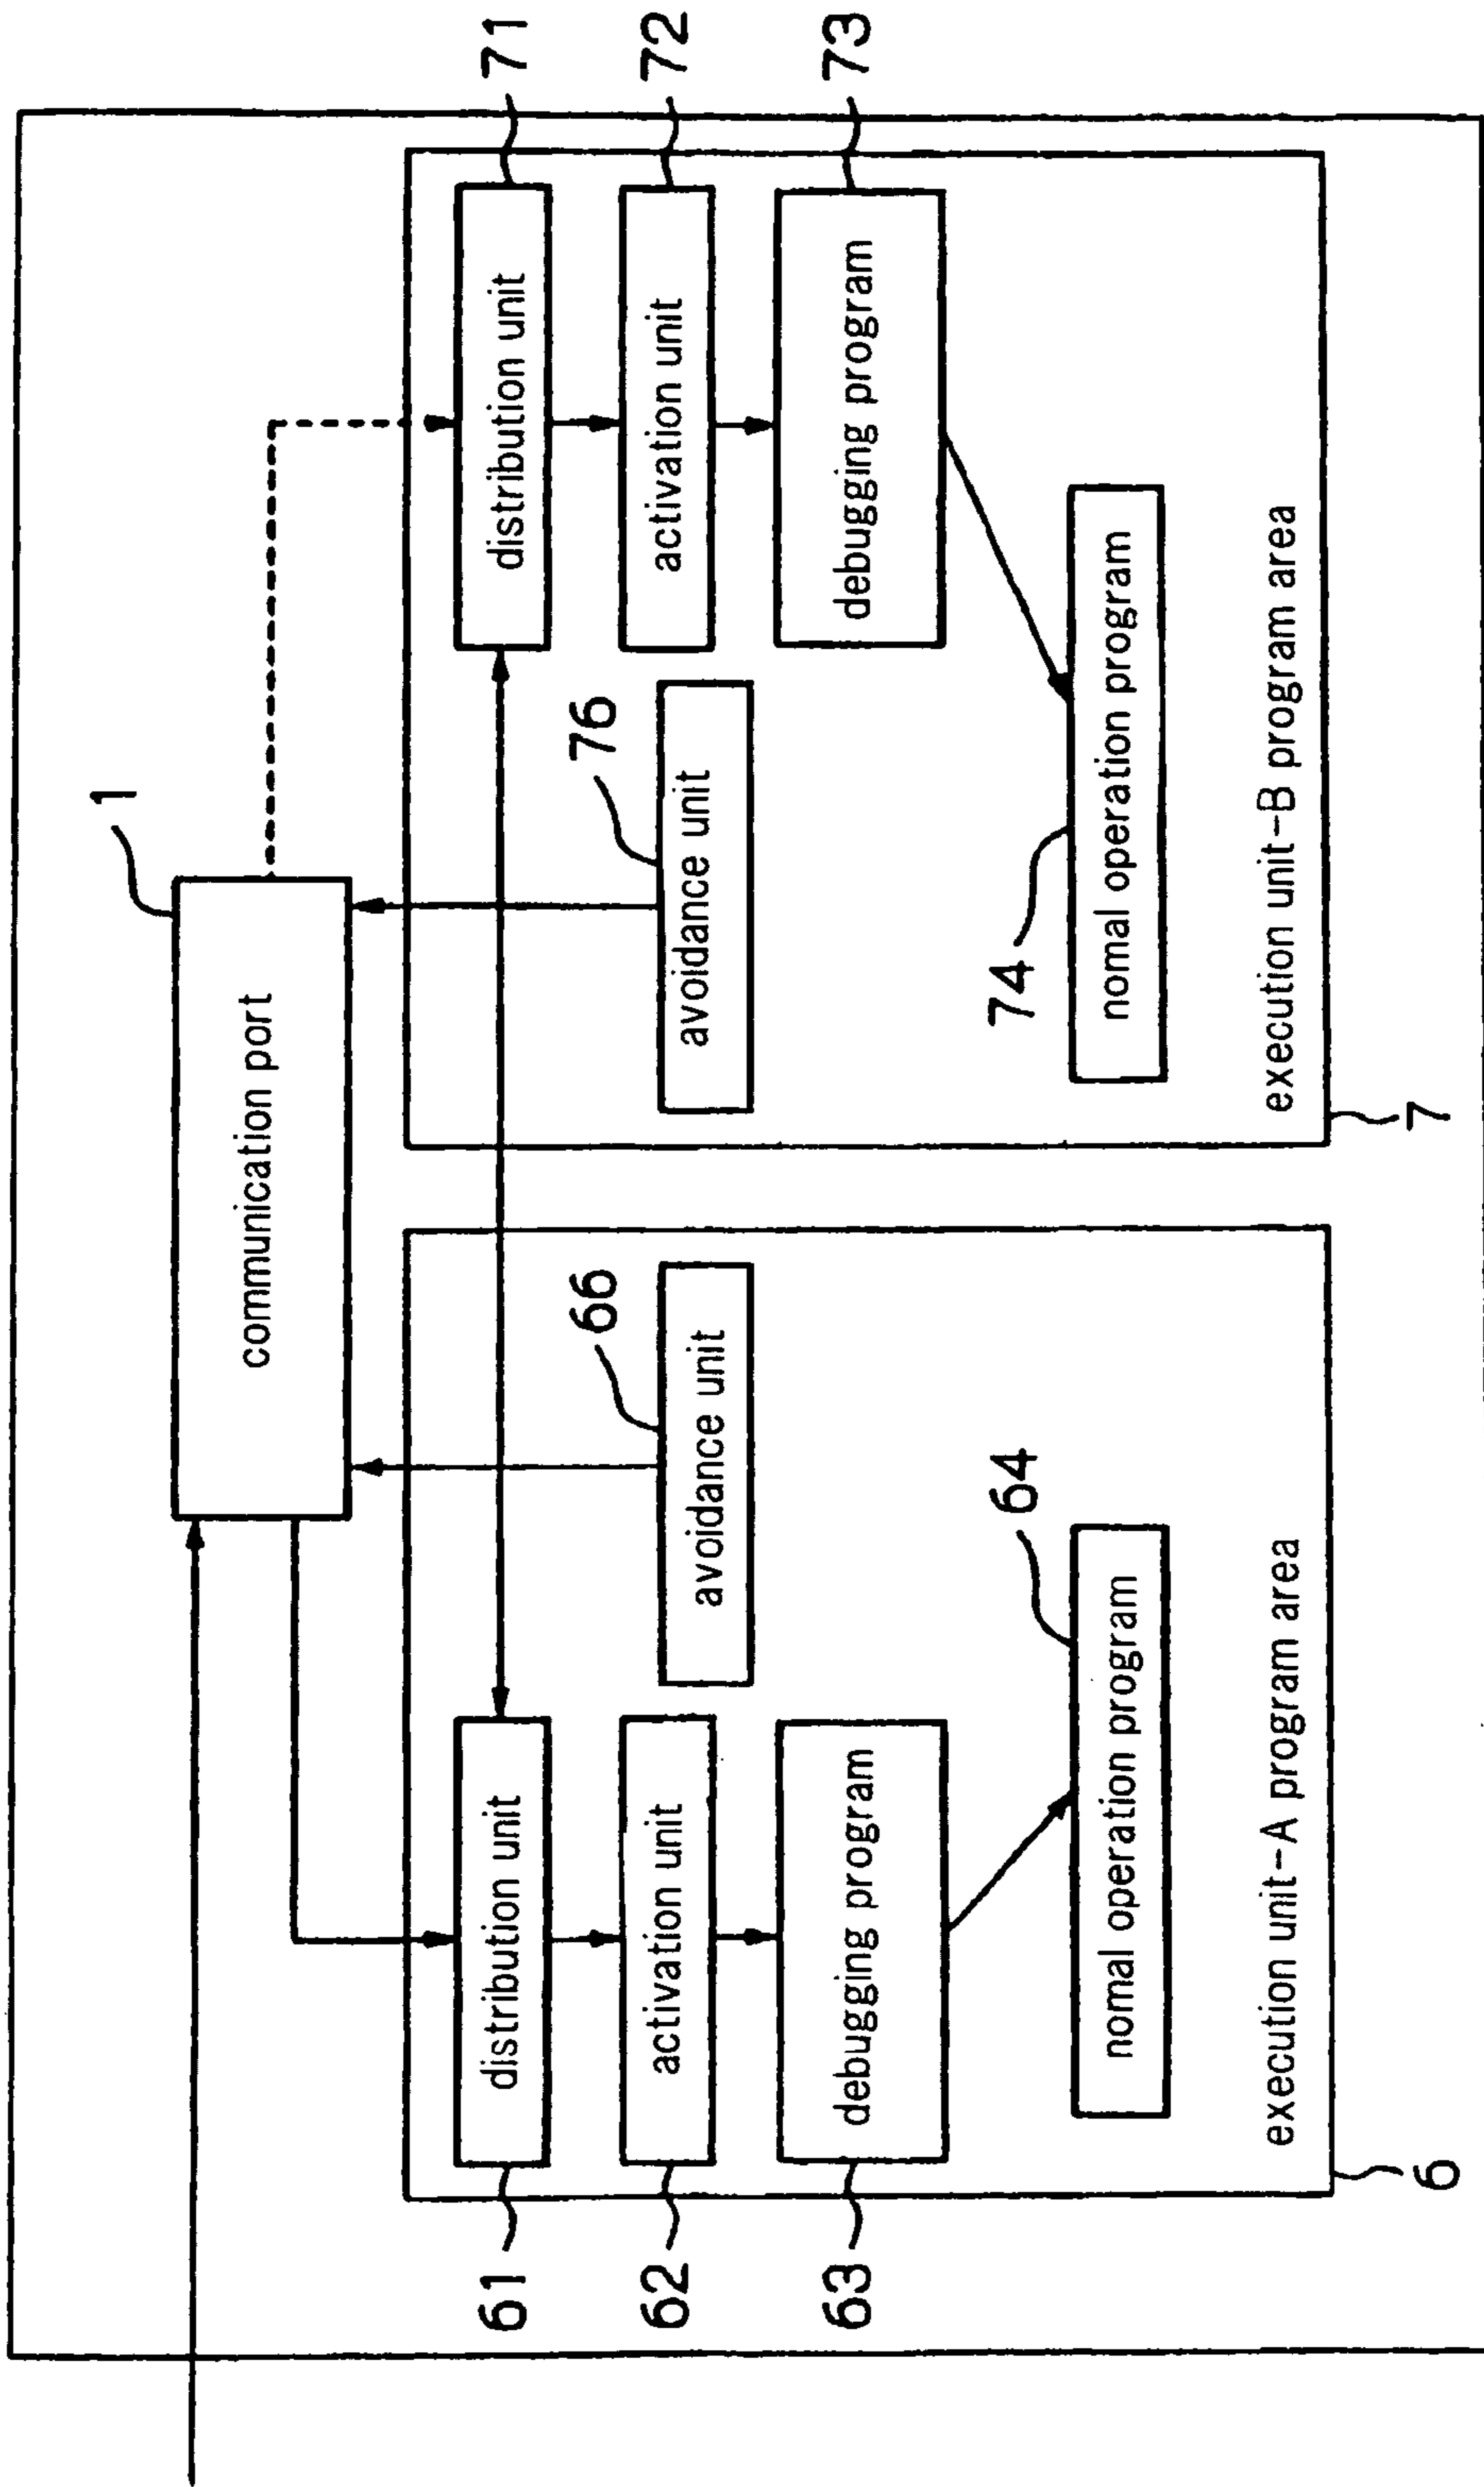 1
communication port
61
distribution unit
62
activation unit
63
debugging program
66
avoidance unit
64
nomal operation program
execution unit-A program area
6
71
distribution unit
72
activation unit
73
debugging program
76
avoidance unit
74
nomal operation program
execution unit-B program area
7